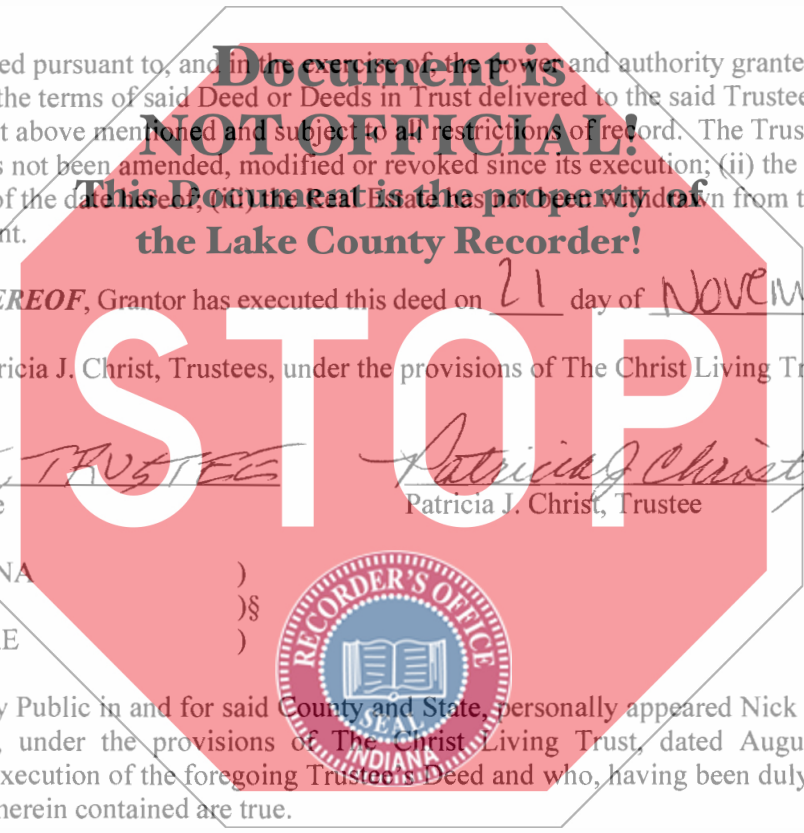 Document is
ed pursuant to, and in the exercise of, the power and authority grante
the terms of said Deed or Deeds in Trust delivered to the said Trustee
NOT OFFICIAL!
t above mentioned and subject to all restrictions of record. The Trus
s not been amended, modified or revoked since its execution; (ii) the
This Document is the property of
of the date hereof; (iii) the Real Estate has not been withdrawn from t
nt.
the Lake County Recorder!
EREOF, Grantor has executed this deed on 21 day of Novem
STOP
ricia J. Christ, Trustees, under the provisions of The Christ Living Tr
, TRUSTEE Patricia J Christ
e Patricia J. Christ, Trustee
NA )
)§
E )
RECORDER'S OFFICE
SEAL
INDIANA
y Public in and for said County and State, personally appeared Nick
, under the provisions of The Christ Living Trust, dated Augus
xecution of the foregoing Trustee's Deed and who, having been duly
herein contained are true.